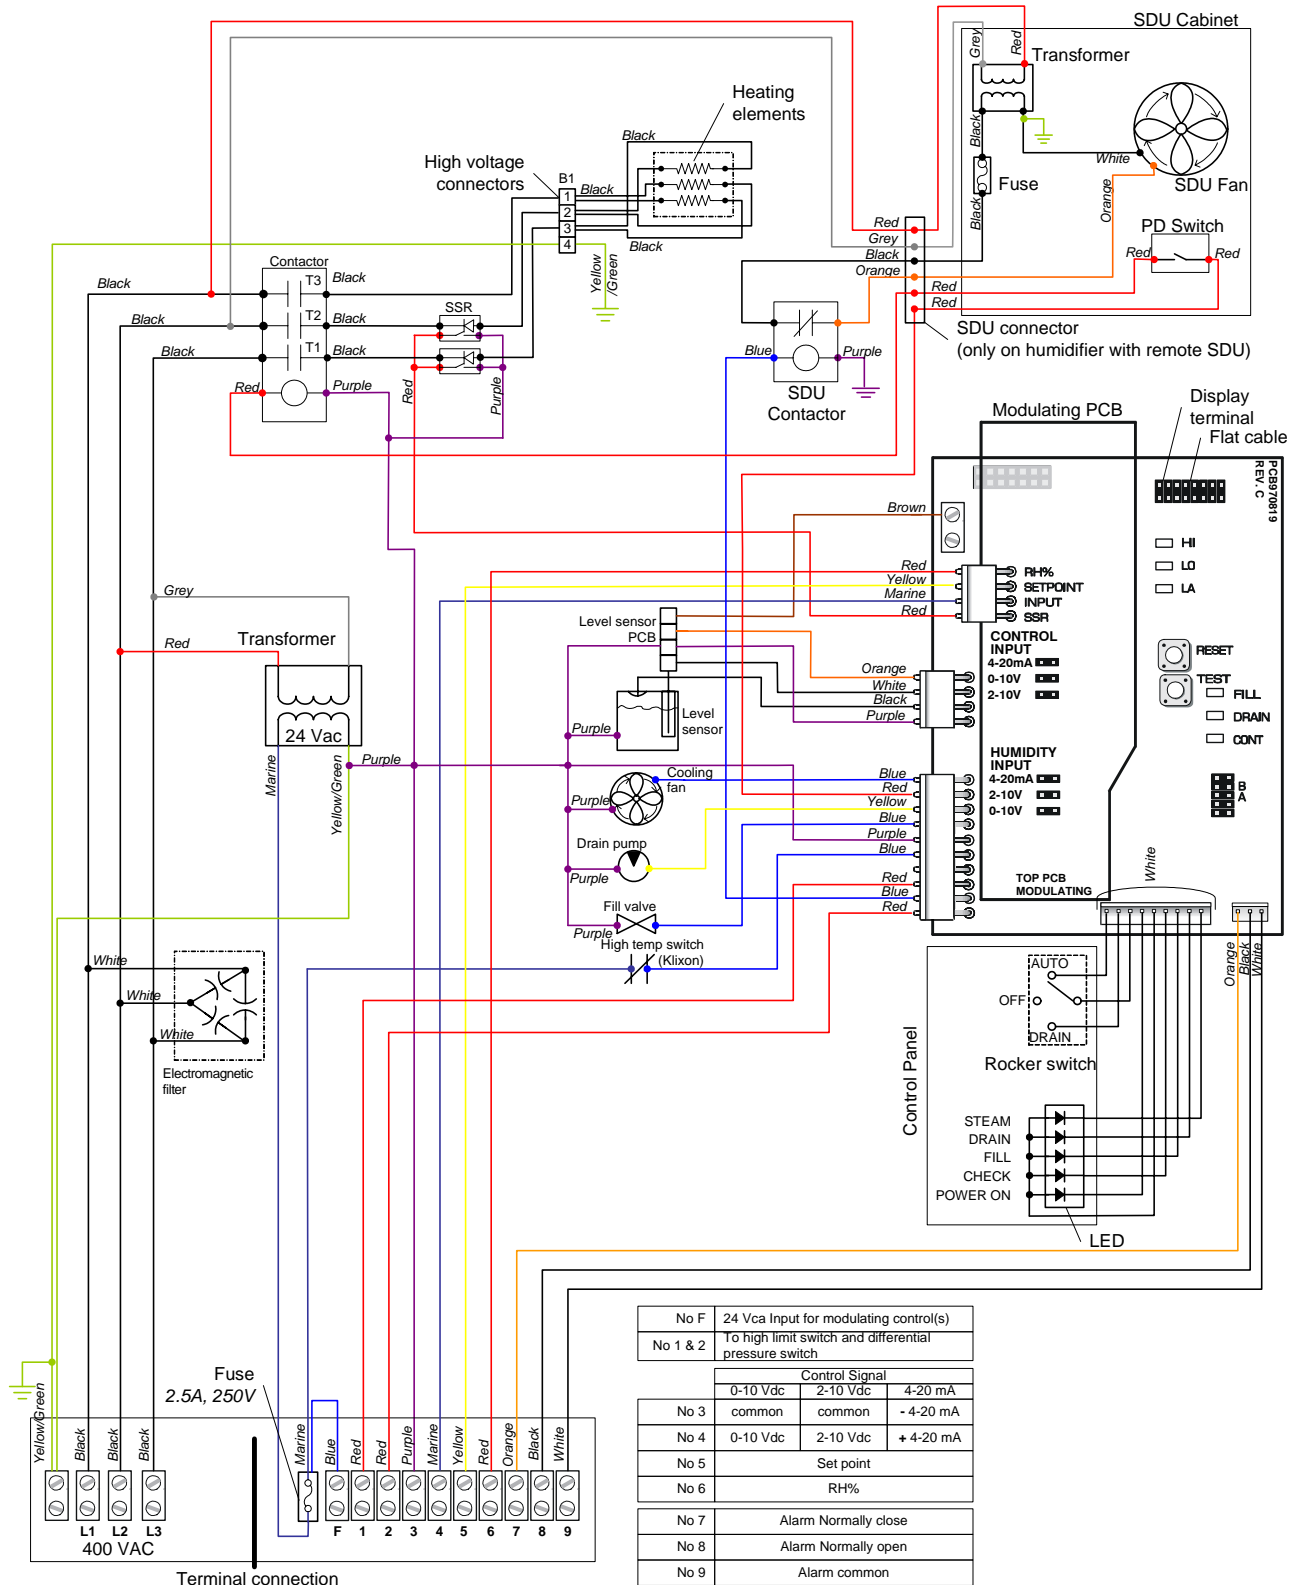 SDU Cabinet
Grey
Red
Transformer
Heating
elements
Black
High voltage
connectors
B1
1
2
3
4
Black
Black
Yellow
/Green
Black
White
Fuse
Black
Orange
SDU Fan
PD Switch
Red
Red
Red
Grey
Black
Orange
Red
Red
SDU connector
(only on humidifier with remote SDU)
Contactor
Black
T3
Black
Black
T2
Black
SSR
Black
T1
Black
Red
Purple
Red
Purple
Blue
Purple
SDU
Contactor
Modulating PCB
Display
terminal
Flat cable
PCB970819
REV. C
Brown
HI
LO
LA
Red
Yellow
Marine
Red
RH%
SETPOINT
INPUT
SSR
CONTROL
INPUT
4-20mA
0-10V
2-10V
RESET
TEST
FILL
DRAIN
CONT
Grey
Red
Transformer
24 Vac
Marine
Yellow/Green
Purple
Level sensor
PCB
Orange
White
Black
Purple
Level
sensor
Purple
Cooling
fan
Purple
Drain pump
Purple
Fill valve
Purple
High temp switch
(Klixon)
Blue
Red
Yellow
Blue
Purple
Blue
Red
Blue
Red
HUMIDITY
INPUT
4-20mA
2-10V
0-10V
B
A
TOP PCB
MODULATING
White
Orange
Black
White
White
White
White
Electromagnetic
filter
Control Panel
AUTO
OFF
DRAIN
Rocker switch
STEAM
DRAIN
FILL
CHECK
POWER ON
LED
No F 24 Vca Input for modulating control(s)
No 1 & 2 To high limit switch and differential
pressure switch
Control Signal
0-10 Vdc 2-10 Vdc 4-20 mA
No 3 common common - 4-20 mA
No 4 0-10 Vdc 2-10 Vdc + 4-20 mA
No 5 Set point
No 6 RH%
No 7 Alarm Normally close
No 8 Alarm Normally open
No 9 Alarm common
Fuse
2.5A, 250V
Yellow/Green
Black
Black
Black
Marine
Blue
Red
Red
Purple
Marine
Yellow
Red
Orange
Black
White
L1 L2 L3
F 1 2 3 4 5 6 7 8 9
400 VAC
Terminal connection